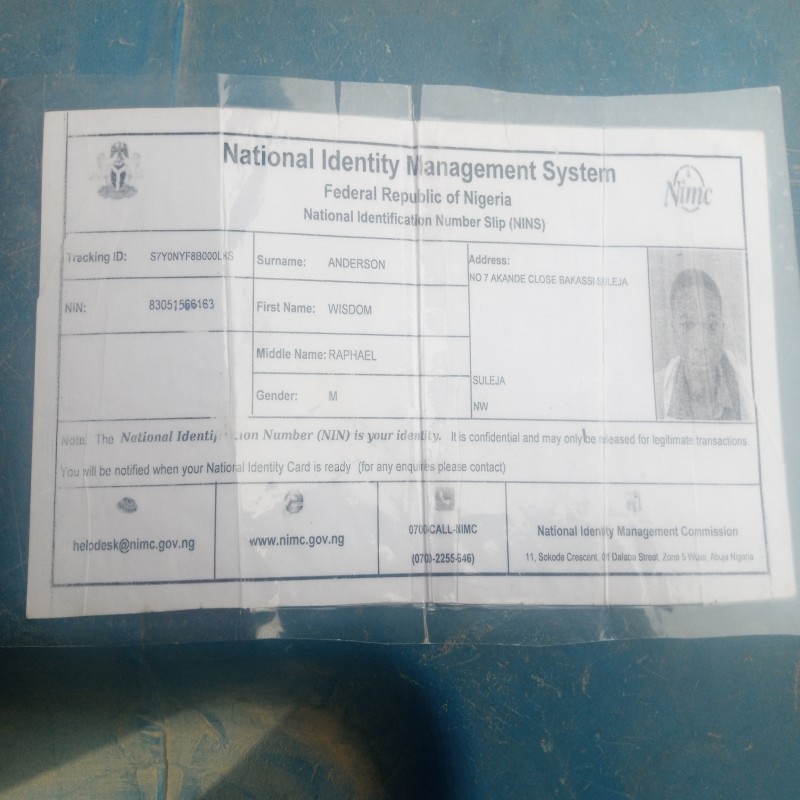 National Identity Management System
Federal Republic of Nigeria
National Identification Number Slip (NINS)
Nimc
Tracking ID: S7Y0NYF8B000LKS
Surname: ANDERSON
Address:
NO 7 AKANDE CLOSE BAKASSI SULEJA
NIN: 83051566163
First Name: WISDOM
Middle Name: RAPHAEL
Gender: M
SULEJA
NW
Note: The National Identification Number (NIN) is your identity. It is confidential and may only be released for legitimate transactions.
You will be notified when your National Identity Card is ready (for any enquiries please contact)
helpdesk@nimc.gov.ng
www.nimc.gov.ng
0700-CALL-NIMC
(0700-2255-646)
National Identity Management Commission
11, Sokode Crescent, Off Dalaba Street, Zone 5 Wuse, Abuja Nigeria